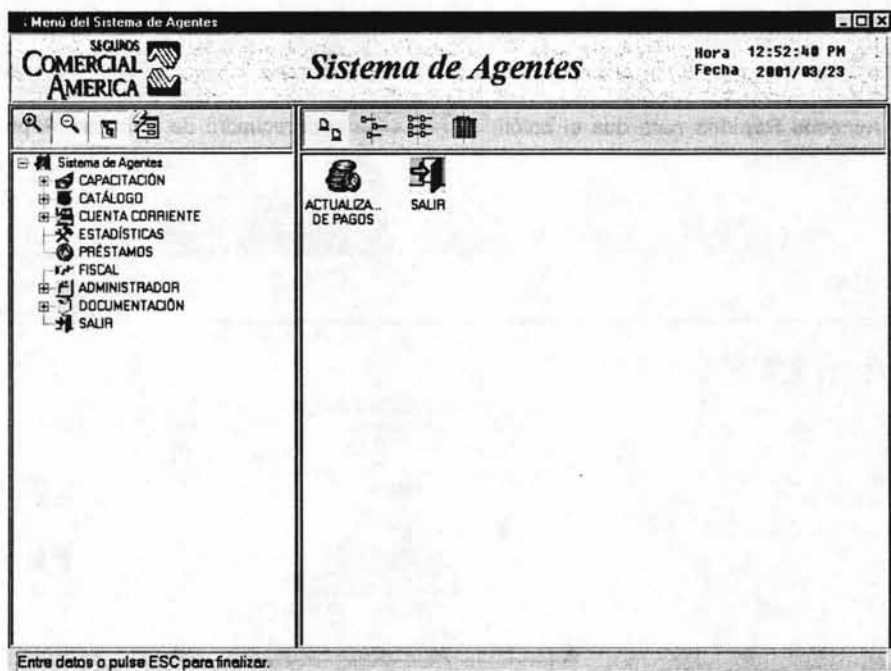 : Menú del Sistema de Agentes
SEGUROS
COMERCIAL
AMERICA
Sistema de Agentes
Hora 12:52:40 PM
Fecha 2001/03/23
Sistema de Agentes
CAPACITACIÓN
CATÁLOGO
CUENTA CORRIENTE
ESTADÍSTICAS
PRÉSTAMOS
FISCAL
ADMINISTRADOR
DOCUMENTACIÓN
SALIR
ACTUALIZA...
DE PAGOS
SALIR
Entre datos o pulse ESC para finalizar.